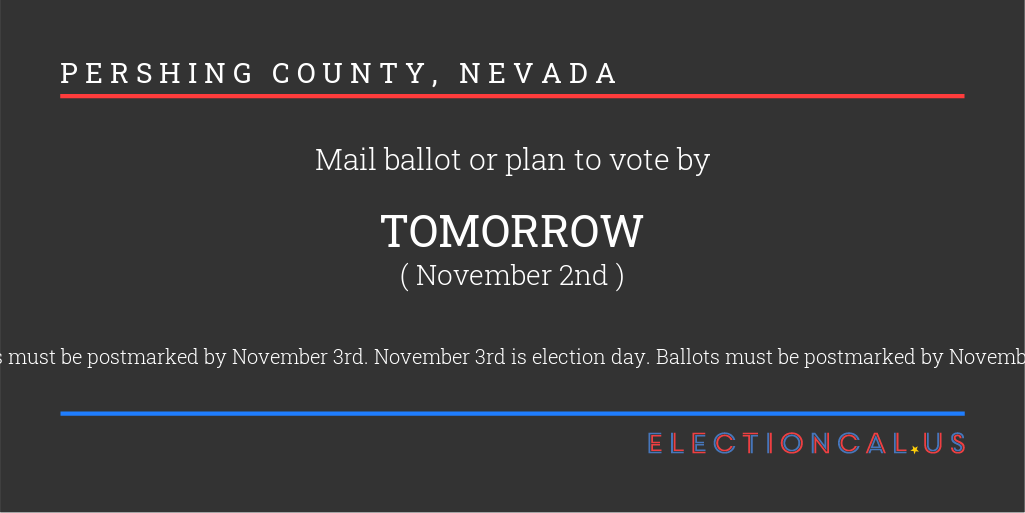 PERSHING COUNTY, NEVADA
Mail ballot or plan to vote by
TOMORROW
( November 2nd )
must be postmarked by November 3rd. November 3rd is election day. Ballots must be postmarked by
ELECTIONCAL.US